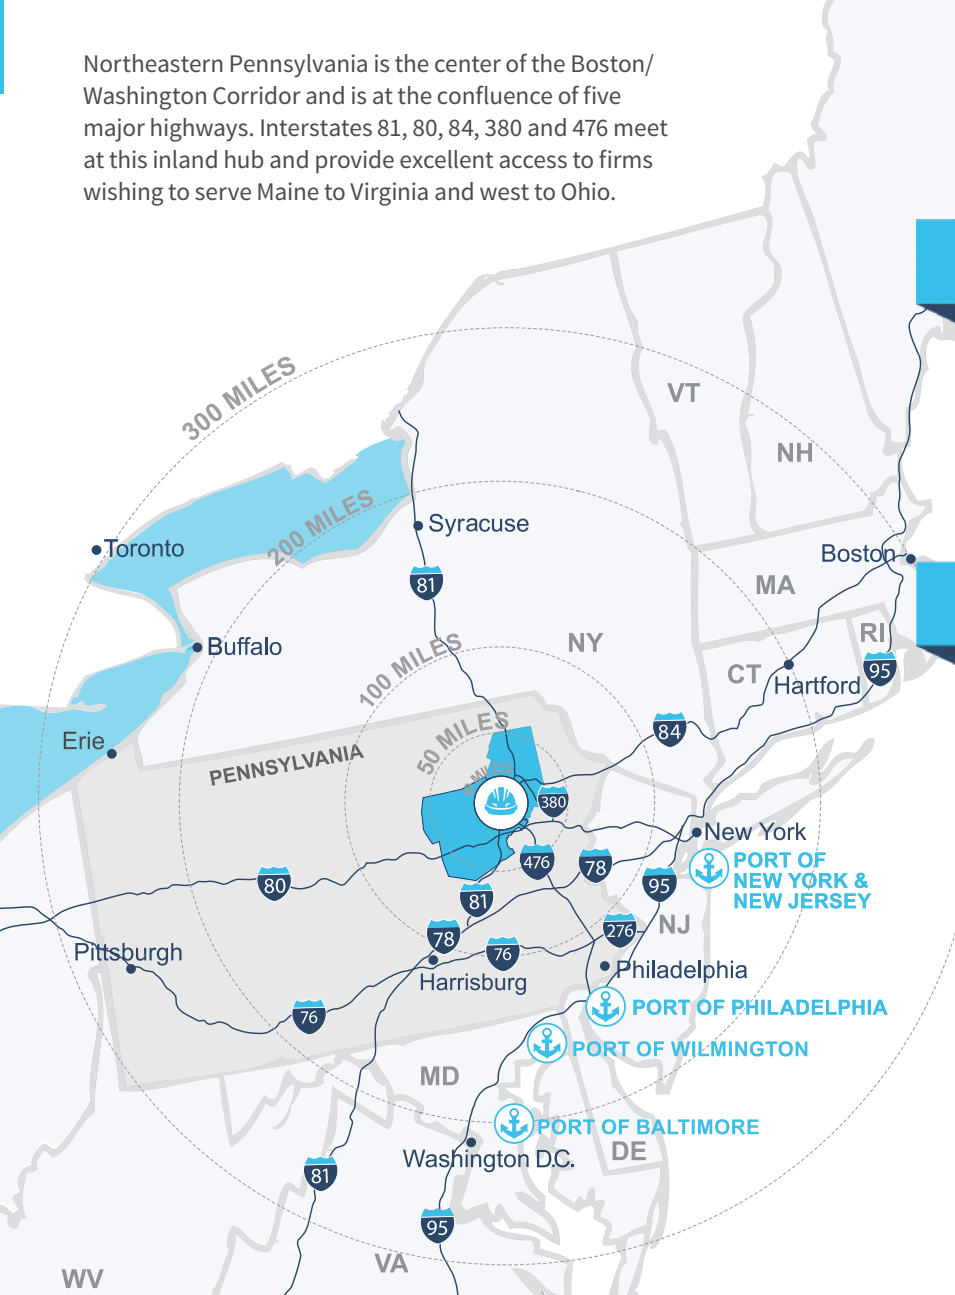 Northeastern Pennsylvania is the center of the Boston/
Washington Corridor and is at the confluence of five
major highways. Interstates 81, 80, 84, 380 and 476 meet
at this inland hub and provide excellent access to firms
wishing to serve Maine to Virginia and west to Ohio.
300 MILES
VT
NH
200 MILES
Syracuse
Toronto
Boston
81
MA
NY
RI
Buffalo
100 MILES
CT
95
Hartford
50 MILES
84
Erie
PENNSYLVANIA
MILES
380
New York
476
78
PORT OF
NEW YORK &
NEW JERSEY
80
95
81
NJ
78
276
76
Pittsburgh
Harrisburg
Philadelphia
76
PORT OF PHILADELPHIA
PORT OF WILMINGTON
MD
PORT OF BALTIMORE
DE
Washington D.C.
81
95
VA
WV